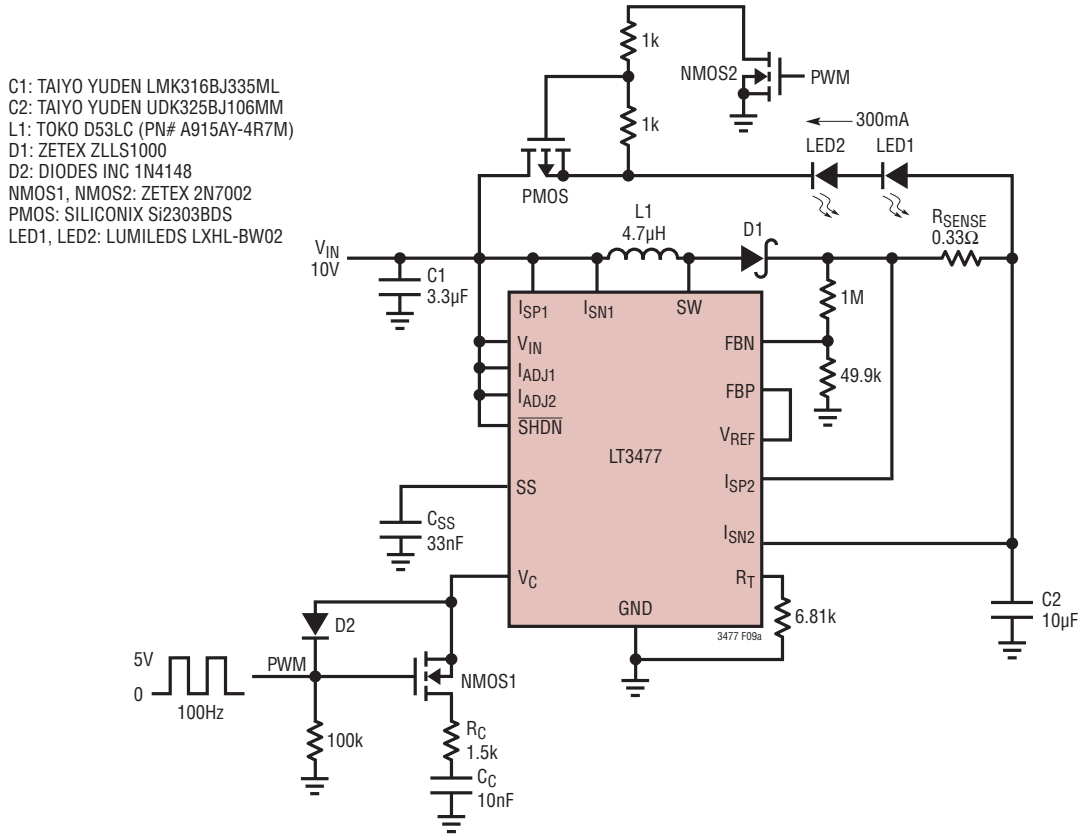 C1: TAIYO YUDEN LMK316BJ335ML
C2: TAIYO YUDEN UDK325BJ106MM
L1: TOKO D53LC (PN# A915AY-4R7M)
D1: ZETEX ZLLS1000
D2: DIODES INC 1N4148
NMOS1, NMOS2: ZETEX 2N7002
PMOS: SILICONIX Si2303BDS
LED1, LED2: LUMILEDS LXHL-BW02
1k
NMOS2
PWM
1k
300mA
LED2
LED1
PMOS
VIN
10V
C1
3.3µF
L1
4.7µH
D1
RSENSE
0.33Ω
ISP1
ISN1
SW
1M
VIN
FBN
IADJ1
49.9k
IADJ2
FBP
SHDN
VREF
LT3477
ISP2
SS
CSS
33nF
ISN2
VC
RT
GND
6.81k
3477 F09a
C2
10µF
D2
5V
0
100Hz
PWM
NMOS1
100k
RC
1.5k
CC
10nF